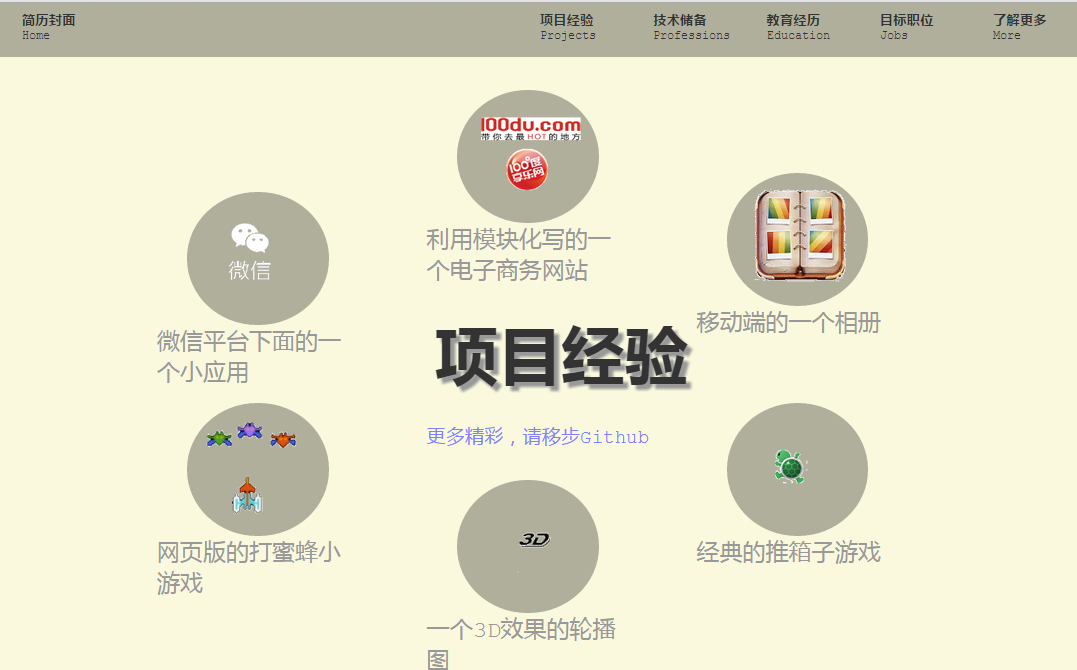 简历封面
Home
项目经验
Projects
技术储备
Professions
教育经历
Education
目标职位
Jobs
了解更多
More
100du.com
带你去最HOT的地方
100度
享乐网
利用模块化写的一
个电子商务网站
微信
微信平台下面的一
个小应用
移动端的一个相册
项目经验
更多精彩，请移步Github
网页版的打蜜蜂小
游戏
3D
一个3D效果的轮播
图
经典的推箱子游戏